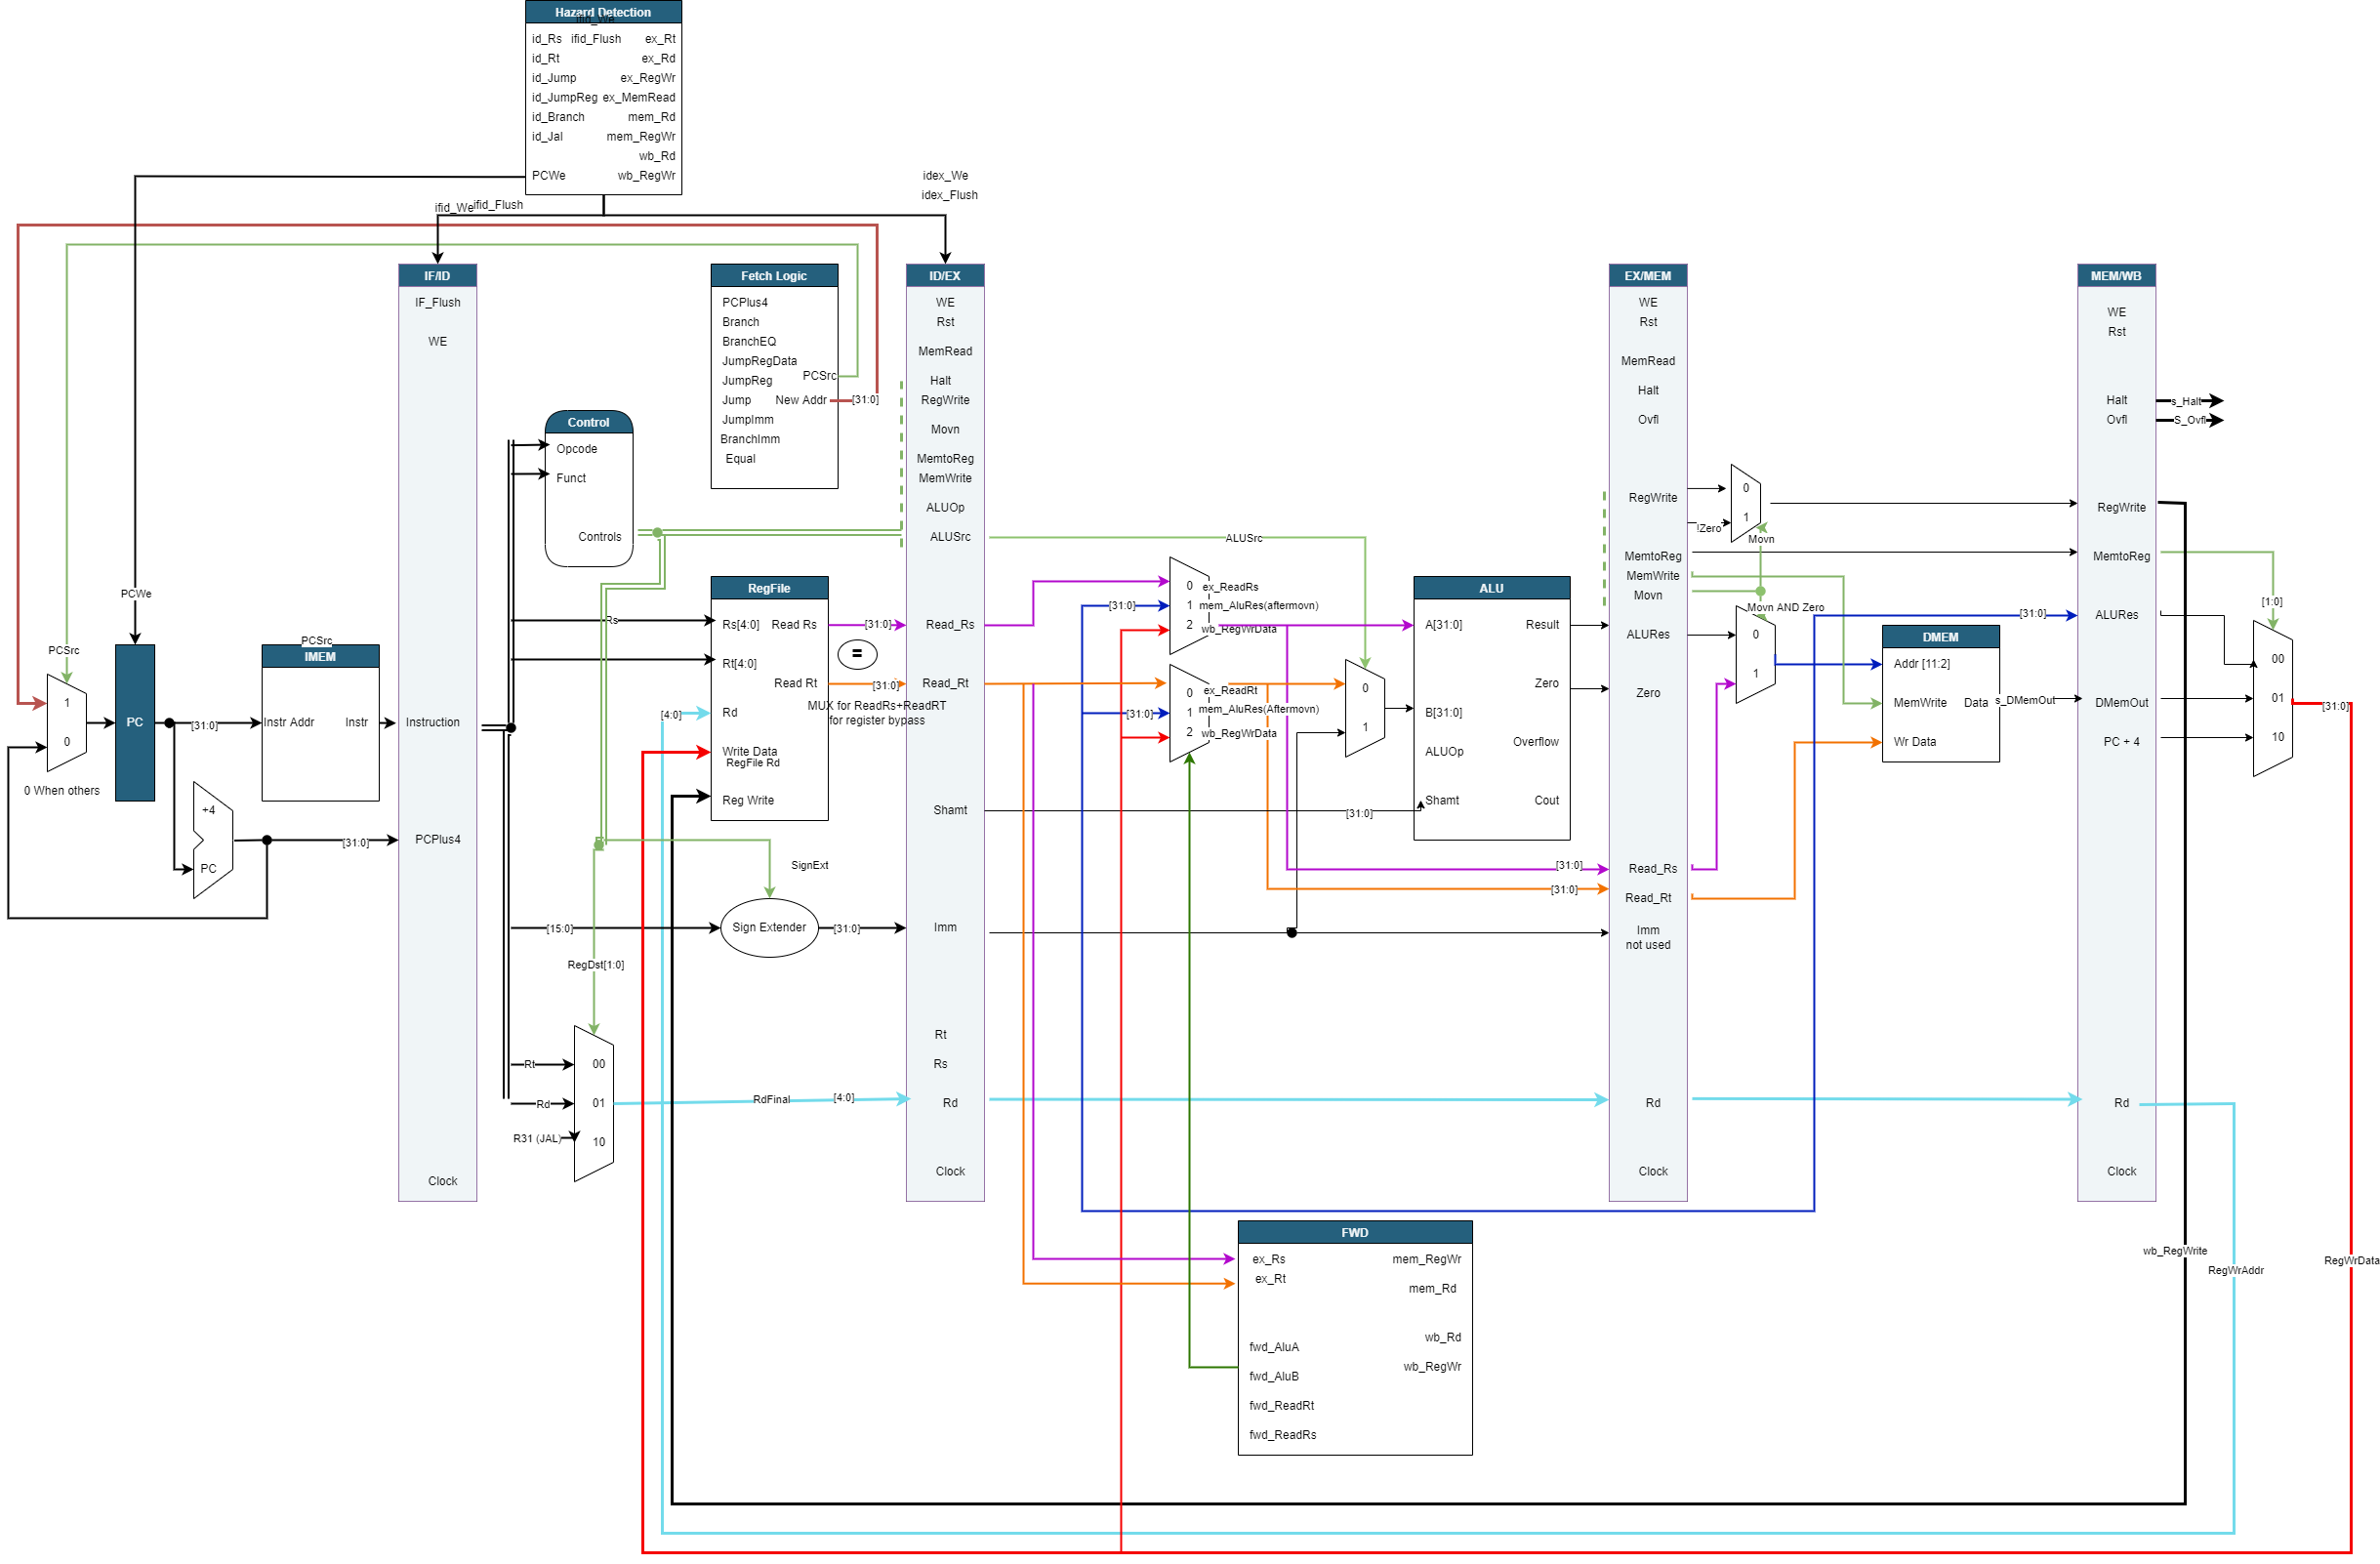 Hazard Detection
ifid_We
id_Rs
ifid_Flush
ex_Rt
id_Rt
ex_Rd
id_Jump
ex_RegWr
id_JumpReg
ex_MemRead
id_Branch
mem_Rd
id_Jal
mem_RegWr
wb_Rd
PCWe
wb_RegWr
idex_We
idex_Flush
ifid_We
ifid_Flush
PCWe
PCSrc
1
0
0 When others
PC
[31:0]
+4
PC
[31:0]
PCSrc
IMEM
Instr Addr
Instr
IF/ID
IF_Flush
WE
Instruction
PCPlus4
Clock
Control
Opcode
Funct
Controls
Fetch Logic
PCPlus4
Branch
BranchEQ
JumpRegData
JumpReg
PCSrc
Jump
New Addr
[31:0]
JumpImm
BranchImm
Equal
RegFile
Rs
Rs[4:0]
Read Rs
[31:0]
=
Rt[4:0]
Read Rt
[31:0]
MUX for ReadRs+ReadRT
for register bypass
[4:0]
Rd
Write Data
RegFile Rd
Reg Write
SignExt
[15:0]
Sign Extender
[31:0]
RegDst[1:0]
Rt
00
Rd
01
R31 (JAL)
10
RdFinal
[4:0]
ID/EX
WE
Rst
MemRead
Halt
RegWrite
Movn
MemtoReg
MemWrite
ALUOp
ALUSrc
Read_Rs
Read_Rt
Shamt
Imm
Rt
Rs
Rd
Clock
ALUSrc
0
ex_ReadRs
[31:0]
1
mem_AluRes(aftermovn)
2
wb_RegWrData
0
ex_ReadRt
[31:0]
1
mem_AluRes(Aftermovn)
2
wb_RegWrData
0
1
[31:0]
ALU
A[31:0]
Result
Zero
B[31:0]
Overflow
ALUOp
Shamt
Cout
[31:0]
[31:0]
EX/MEM
WE
Rst
MemRead
Halt
Ovfl
RegWrite
MemtoReg
MemWrite
Movn
ALURes
Zero
Read_Rs
Read_Rt
Imm
not used
Rd
Clock
0
1
!Zero
Movn
Movn AND Zero
0
1
DMEM
Addr [11:2]
MemWrite
Data
s_DMemOut
Wr Data
[31:0]
MEM/WB
WE
Rst
Halt
Ovfl
RegWrite
MemtoReg
ALURes
DMemOut
PC + 4
Rd
Clock
s_Halt
S_Ovfl
[1:0]
00
01
10
[31:0]
FWD
ex_Rs
mem_RegWr
ex_Rt
mem_Rd
wb_Rd
fwd_AluA
wb_RegWr
fwd_AluB
fwd_ReadRt
fwd_ReadRs
wb_RegWrite
RegWrAddr
RegWrData